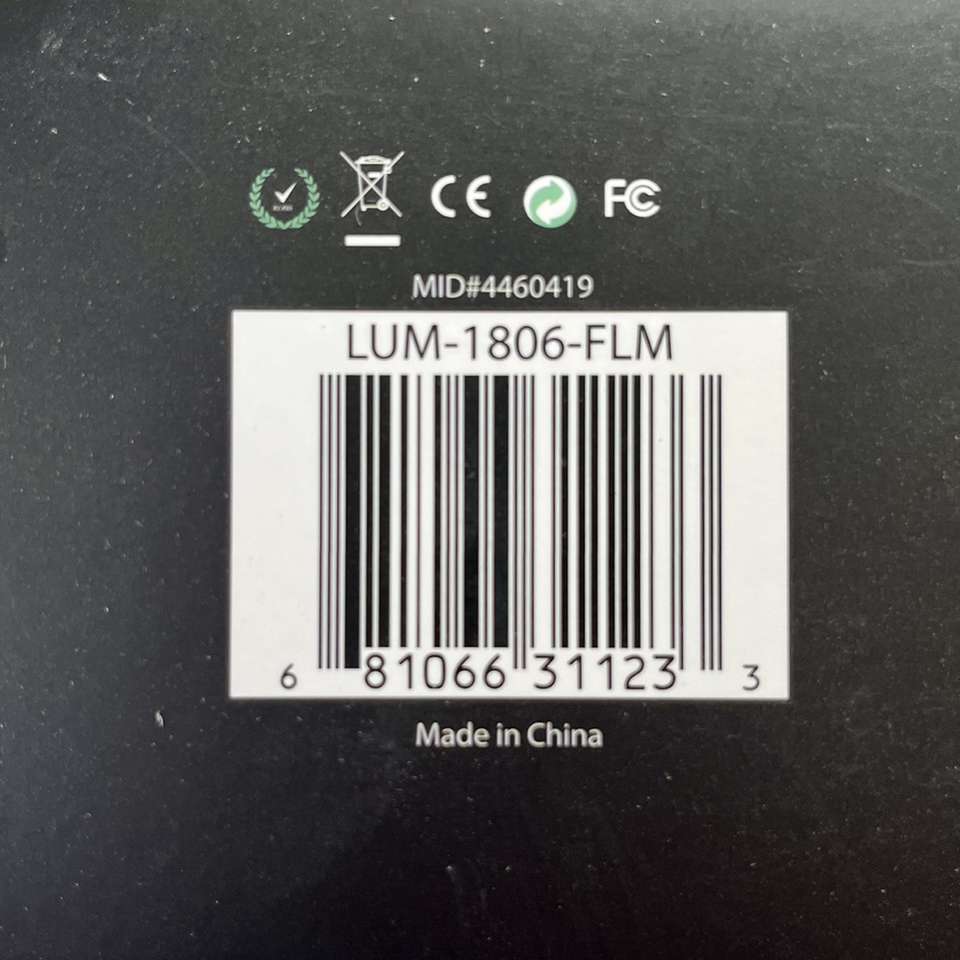 CE
FC
MID#4460419
LUM-1806-FLM
6 81066 31123 3
Made in China